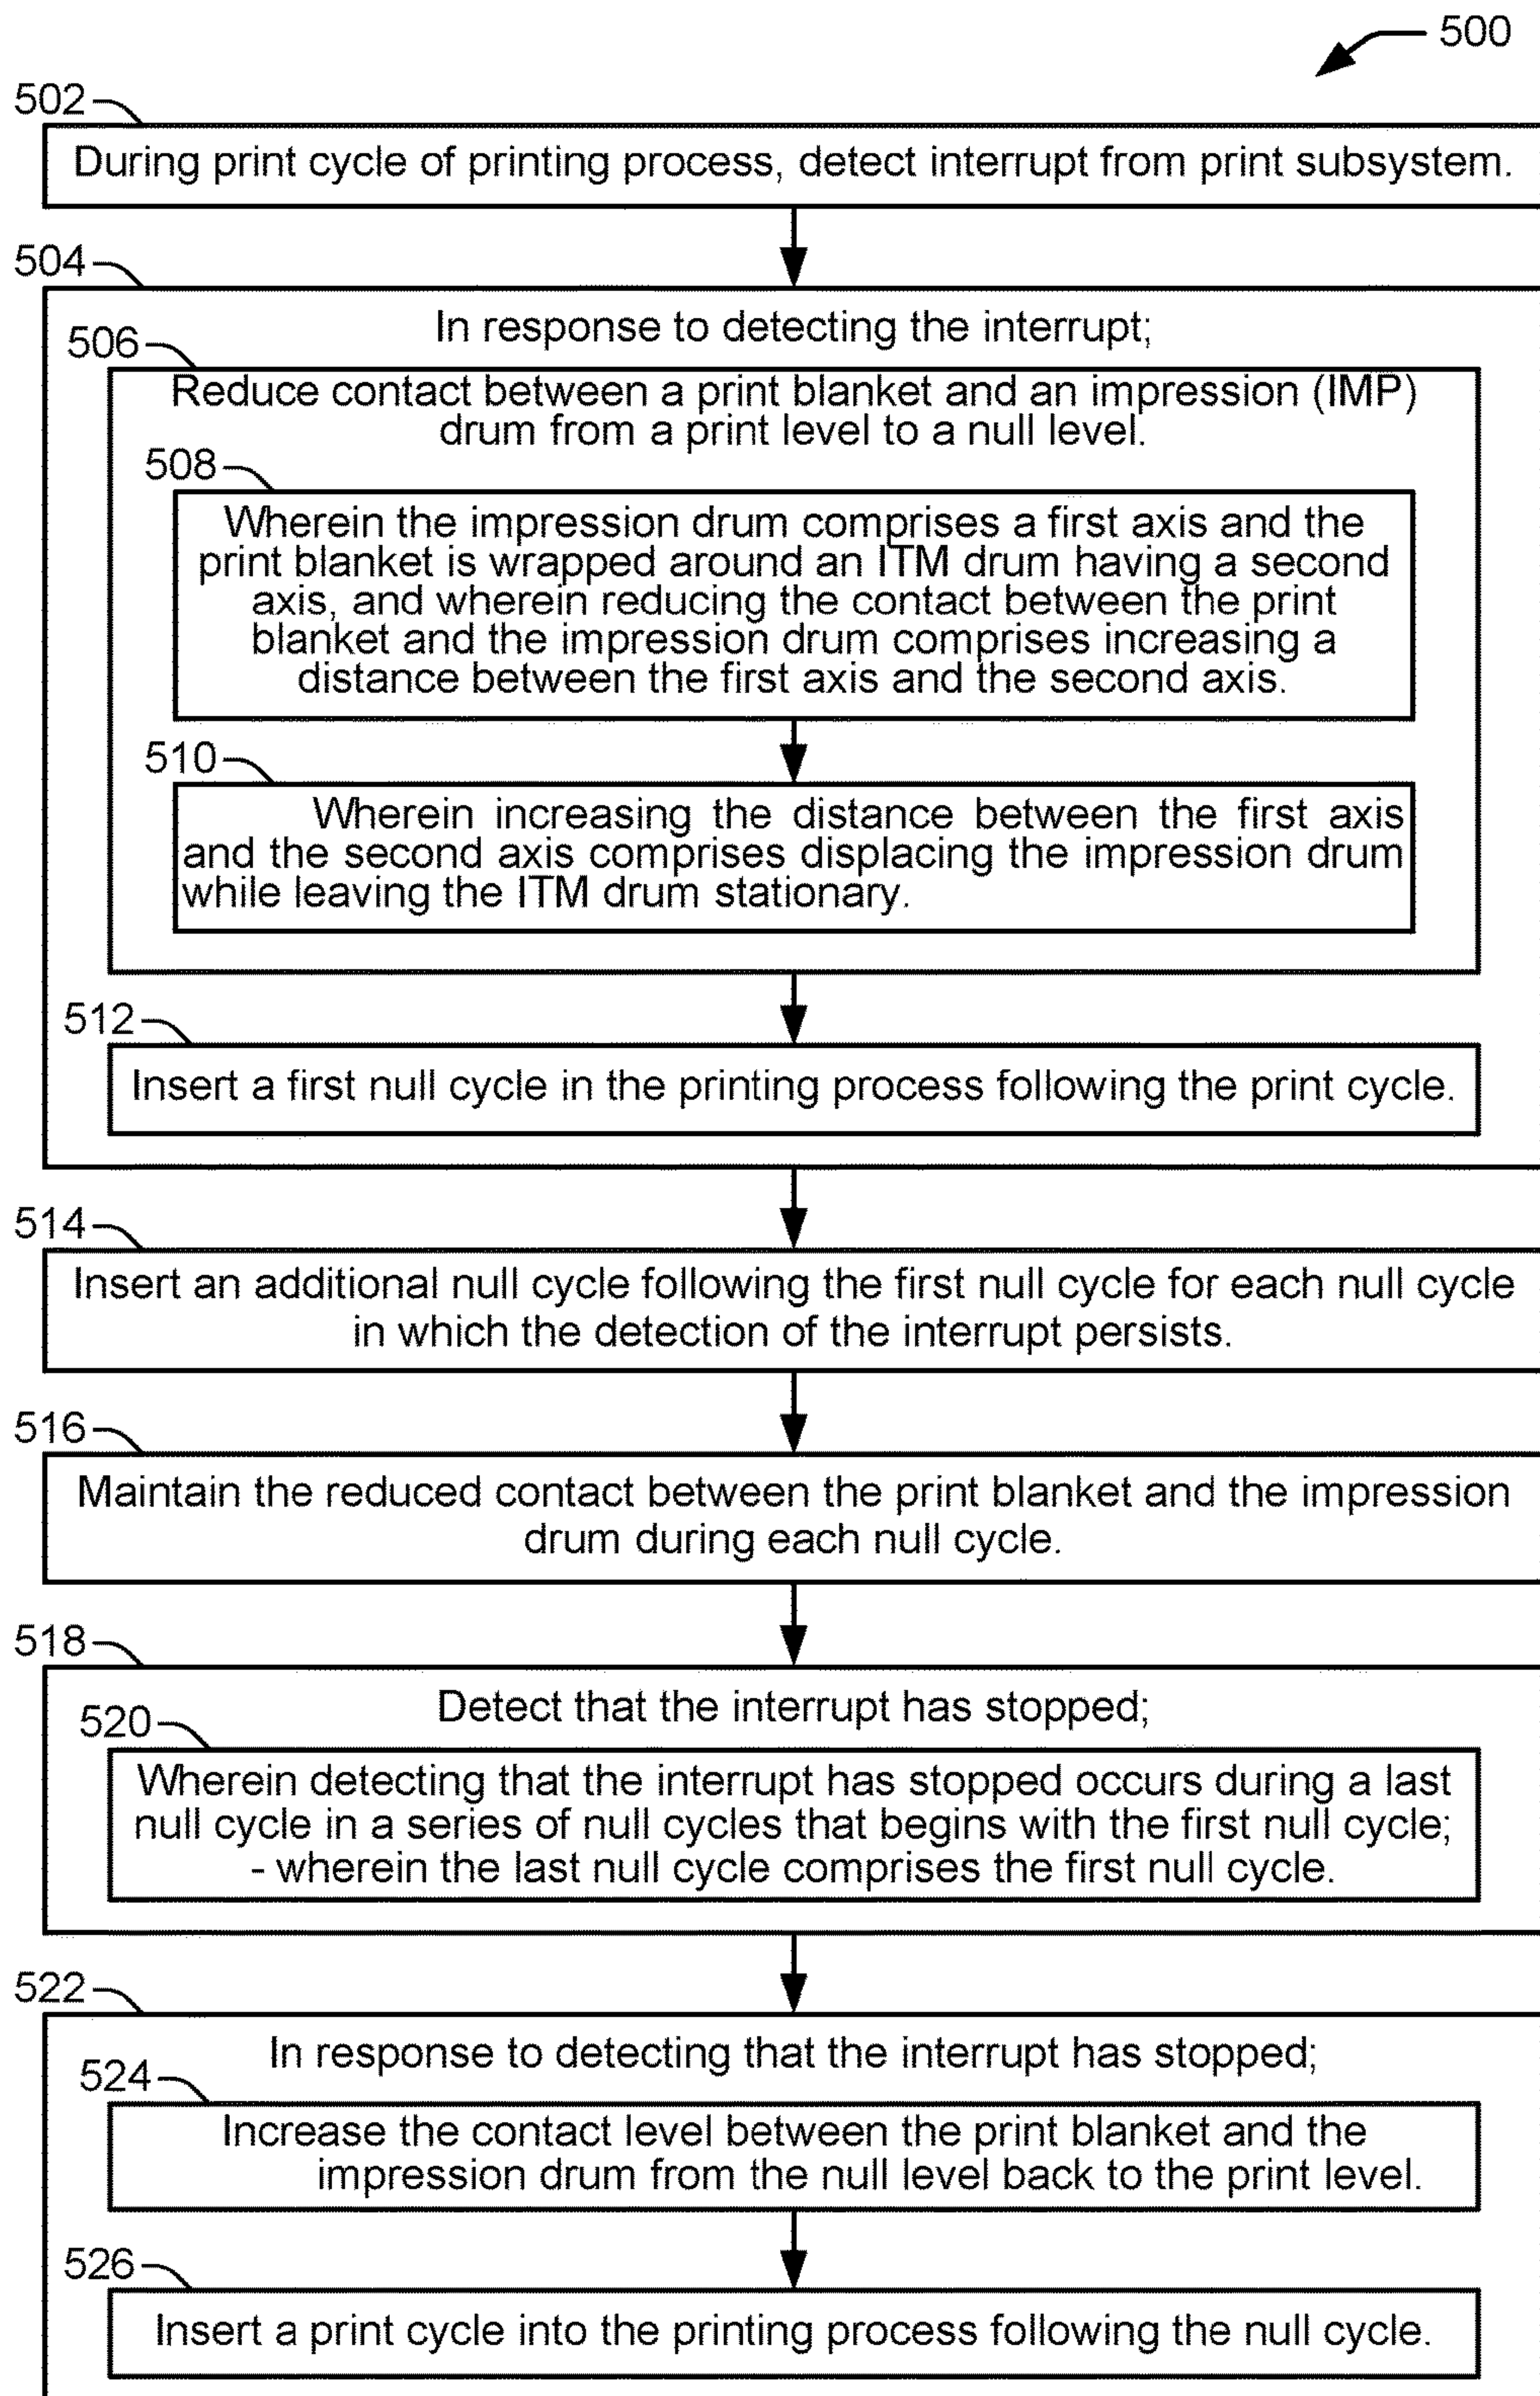 500
502
During print cycle of printing process, detect interrupt from print subsystem.
504
In response to detecting the interrupt;
506
Reduce contact between a print blanket and an impression (IMP)
drum from a print level to a null level.
508
Wherein the impression drum comprises a first axis and the
print blanket is wrapped around an ITM drum having a second
axis, and wherein reducing the contact between the print
blanket and the impression drum comprises increasing a
distance between the first axis and the second axis.
510
Wherein increasing the distance between the first axis
and the second axis comprises displacing the impression drum
while leaving the ITM drum stationary.
512
Insert a first null cycle in the printing process following the print cycle.
514
Insert an additional null cycle following the first null cycle for each null cycle
in which the detection of the interrupt persists.
516
Maintain the reduced contact between the print blanket and the impression
drum during each null cycle.
518
Detect that the interrupt has stopped;
520
Wherein detecting that the interrupt has stopped occurs during a last
null cycle in a series of null cycles that begins with the first null cycle;
- wherein the last null cycle comprises the first null cycle.
522
In response to detecting that the interrupt has stopped;
524
Increase the contact level between the print blanket and the
impression drum from the null level back to the print level.
526
Insert a print cycle into the printing process following the null cycle.